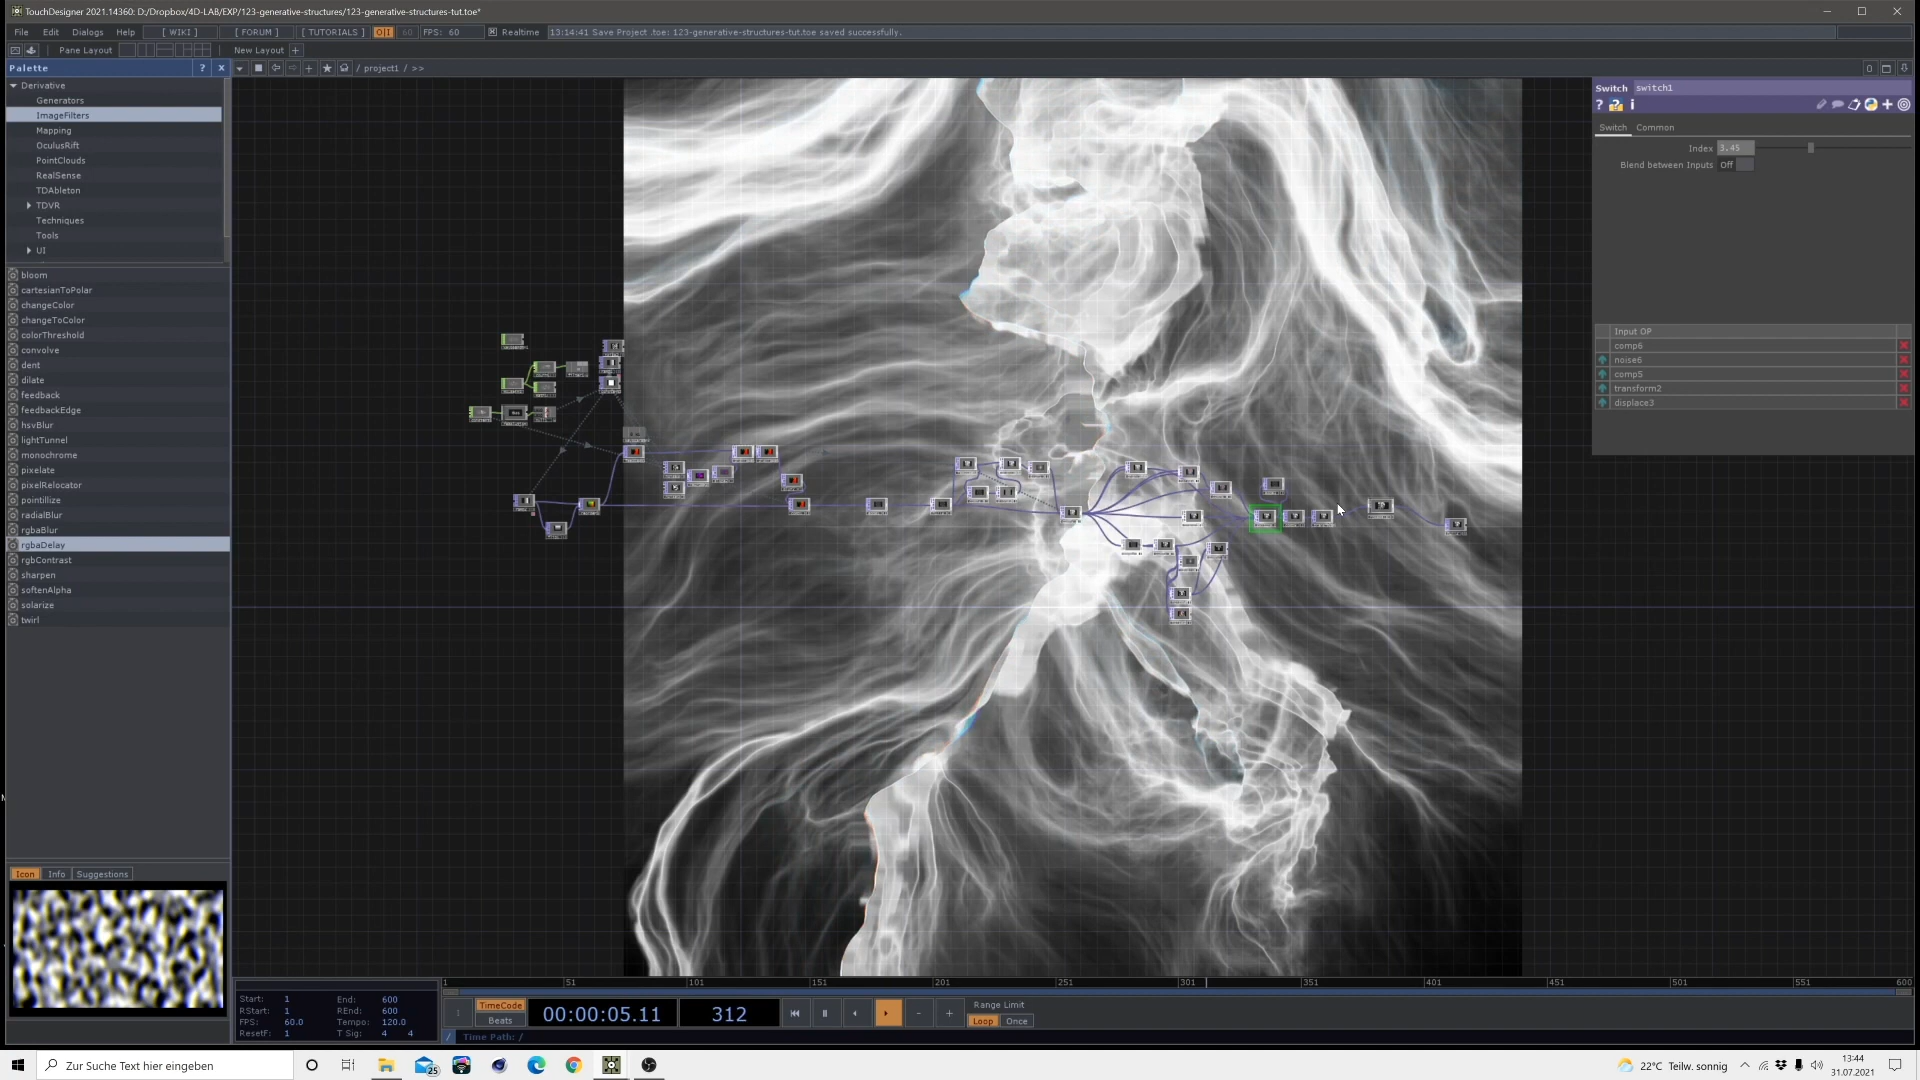 TouchDesigner 2021.14360: D:/Dropbox/4D-LAB/EXP/123-generative-structures/123-generative-structures-tut.toe*
File Edit Dialogs Help [ WIKI ] [ FORUM ] [ TUTORIALS ] O|I 60 FPS: 60 Realtime 13:14:41 Save Project .toe: 123-generative-structures-tut.toe saved successfully.
Pane Layout New Layout +
Palette ? x / project1 / >> 0
Derivative
Generators
ImageFilters
Mapping
OculusRift
PointClouds
RealSense
TDAbleton
TDVR
Techniques
Tools
UI
bloom
cartesianToPolar
changeColor
changeToColor
colorThreshold
convolve
dent
dilate
feedback
feedbackEdge
hsvBlur
lightTunnel
monochrome
pixelate
pixelRelocator
pointillize
radialBlur
rgbaBlur
rgbaDelay
rgbContrast
sharpen
softenAlpha
solarize
twirl
Icon Info Suggestions
Switch switch1
Switch Common
Index 3.45
Blend between Inputs Off
Input OP
comp6
noise6
comp5
transform2
displace3
1 51 101 151 201 251 301 351 401 451 501 551 600
Start: 1 End: 600
RStart: 1 REnd: 600
FPS: 60.0 Tempo: 120.0
ResetF: 1 T Sig: 4 4
TimeCode
Beats
00:00:05.11
312
Range Limit
Loop Once
/ Time Path: /
Zur Suche Text hier eingeben
25
22°C Teilw. sonnig
13:44
31.07.2021